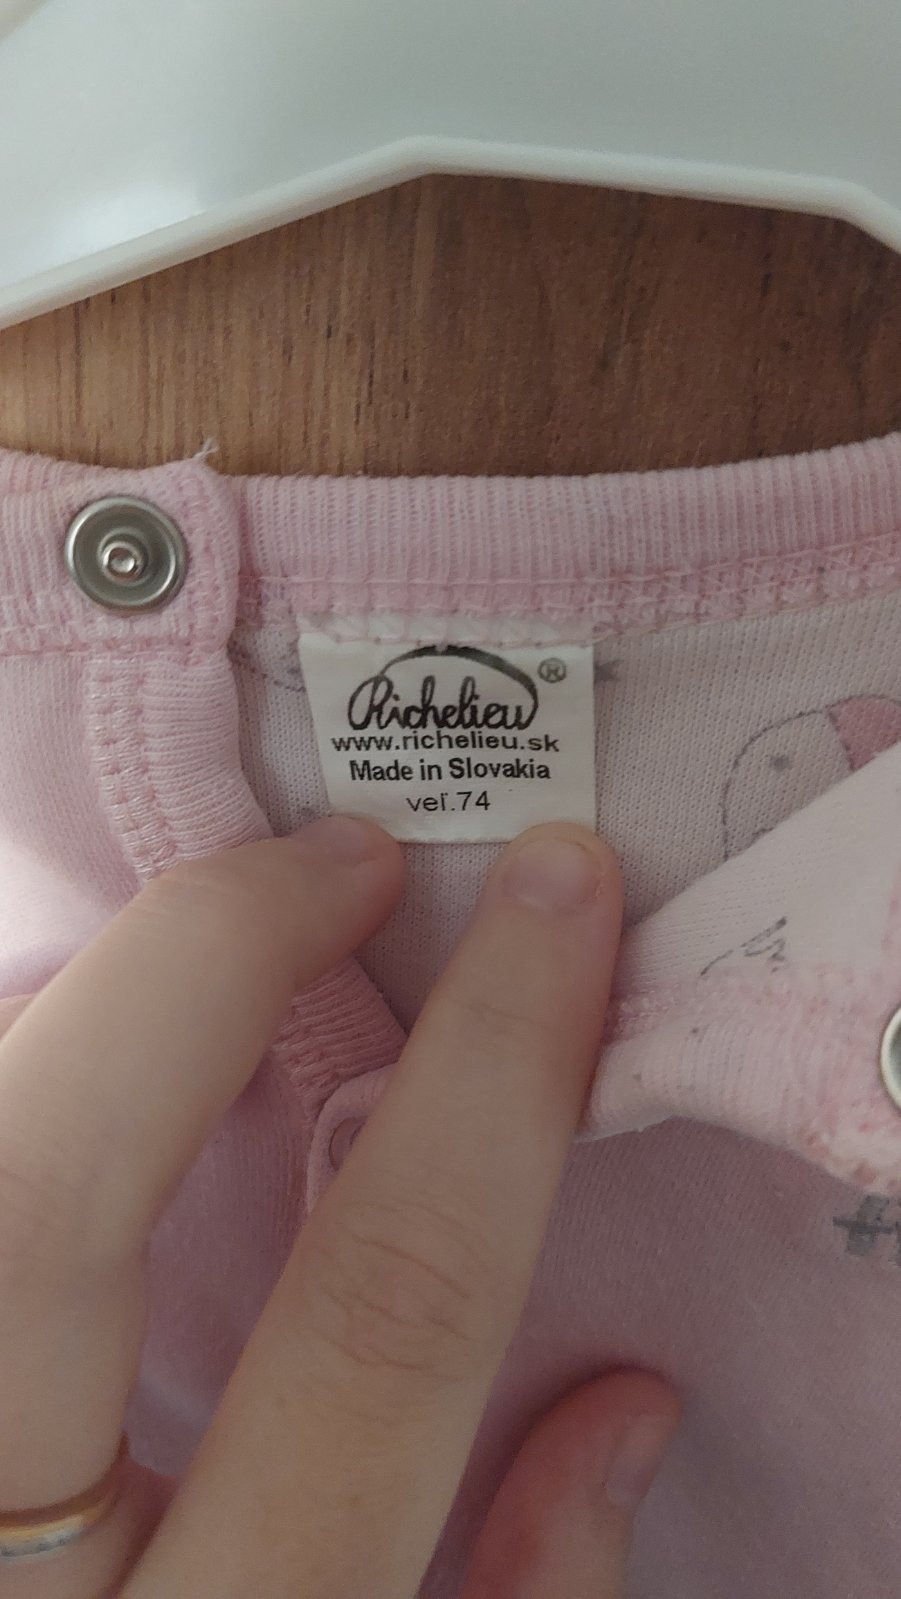 Richelieu®
www.richelieu.sk
Made in Slovakia
veľ.74